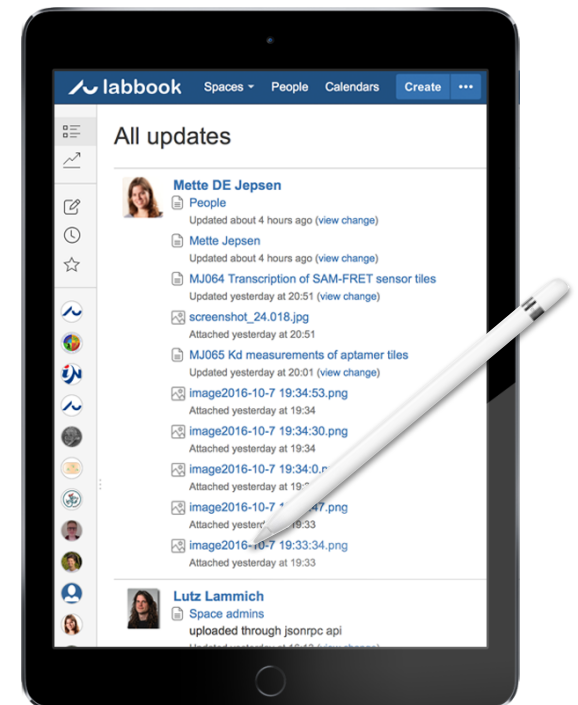 labbook
Spaces
People
Calendars
Create
All updates
Mette DE Jepsen
People
Updated about 4 hours ago (view change)
Mette Jepsen
Updated about 4 hours ago (view change)
MJ064 Transcription of SAM-FRET sensor tiles
Updated yesterday at 20:51 (view change)
screenshot_24.018.jpg
Attached yesterday at 20:51
MJ065 Kd measurements of aptamer tiles
Updated yesterday at 20:01 (view change)
image2016-10-7 19:34:53.png
Attached yesterday at 19:34
image2016-10-7 19:34:30.png
Attached yesterday at 19:34
image2016-10-7 19:34:0.
Attached yesterday at
image2016-10-7
Attached 19:33
image2016-10-7 19:33:34.png
Attached yesterday at 19:33
Lutz Lammich
Space admins
uploaded through jsonrpc api